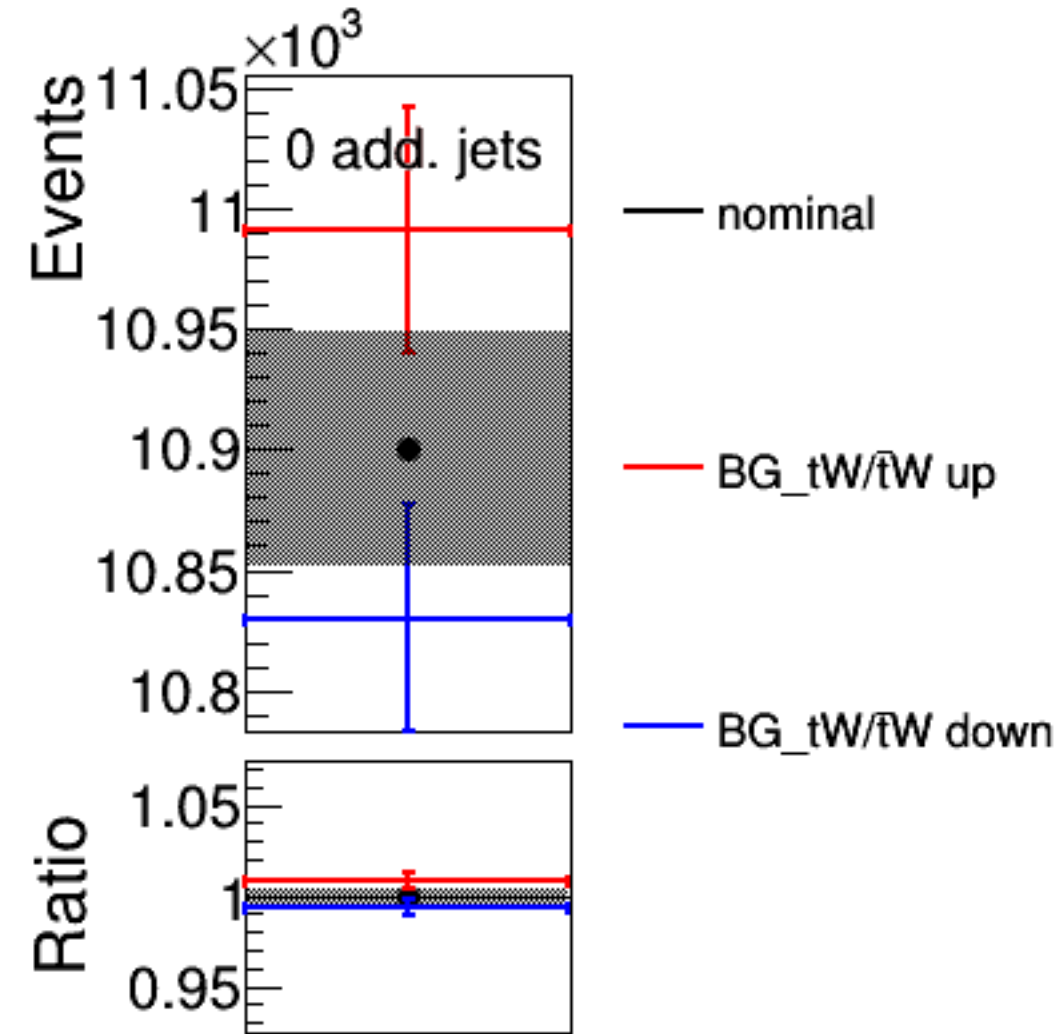 ×10³
Events
11.05
11
10.95
10.9
10.85
10.8
0 add. jets
nominal
BG_tW/t̅W up
BG_tW/t̅W down
Ratio
1.05
1
0.95